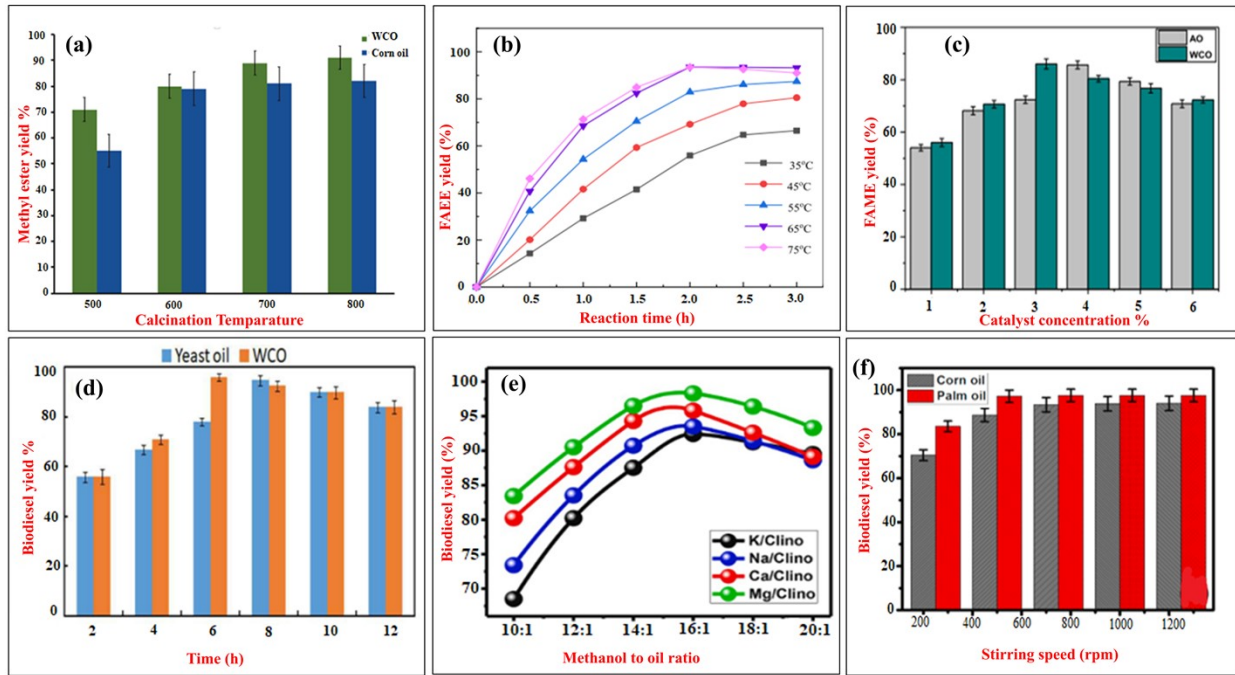 (a)
WCO
Corn oil
Methyl ester yield %
100
90
80
70
60
50
40
30
20
10
0
500 600 700 800
Calcination Temparature
(b)
FAEE yield (%)
100
80
60
40
20
0
35°C
45°C
55°C
65°C
75°C
0.0 0.5 1.0 1.5 2.0 2.5 3.0
Reaction time (h)
(c)
AO
WCO
FAME yield (%)
100
80
60
40
20
0
1 2 3 4 5 6
Catalyst concentration %
(d)
Yeast oil WCO
Biodiesel yield %
100
80
60
40
20
0
2 4 6 8 10 12
Time (h)
(e)
Biodiesel yield (%)
100
95
90
85
80
75
70
K/Clino
Na/Clino
Ca/Clino
Mg/Clino
10:1 12:1 14:1 16:1 18:1 20:1
Methanol to oil ratio
(f)
Corn oil
Palm oil
Biodiesel yield (%)
100
80
60
40
20
0
200 400 600 800 1000 1200
Stirring speed (rpm)